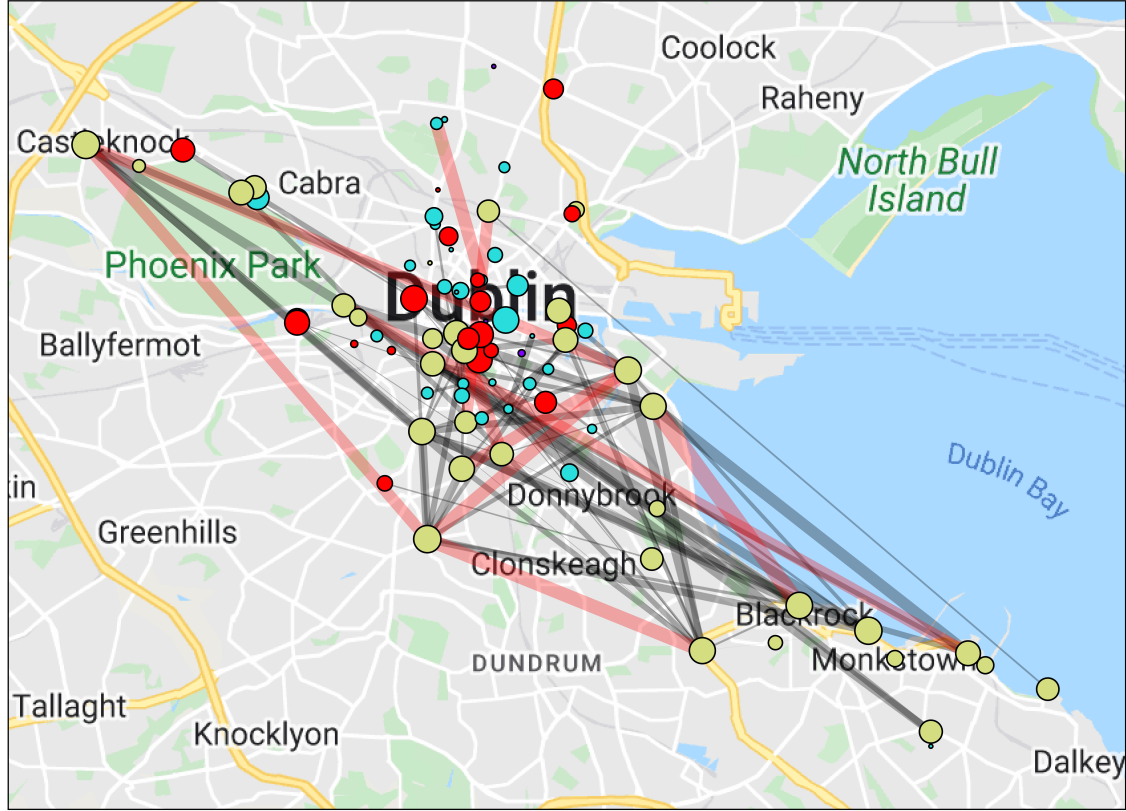 Coolock
Raheny
Castleknock
North Bull
Island
Cabra
Phoenix Park
Dublin
Ballyfermot
Dublin Bay
Donnybrook
Greenhills
Clonskeagh
Blackrock
DUNDRUM
Monkstown
Tallaght
Knocklyon
Dalkey